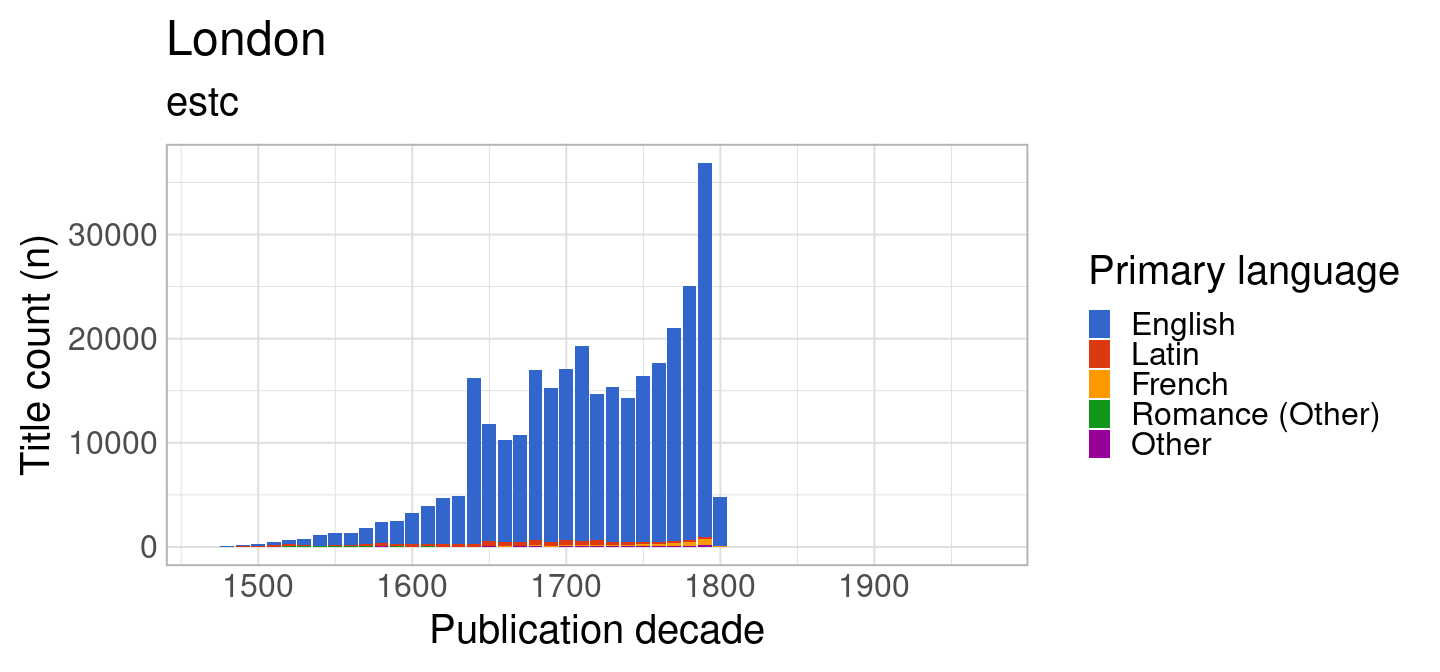 London
estc
Title count (n)
30000
20000
10000
0
1500 1600 1700 1800 1900
Publication decade
Primary language
English
Latin
French
Romance (Other)
Other